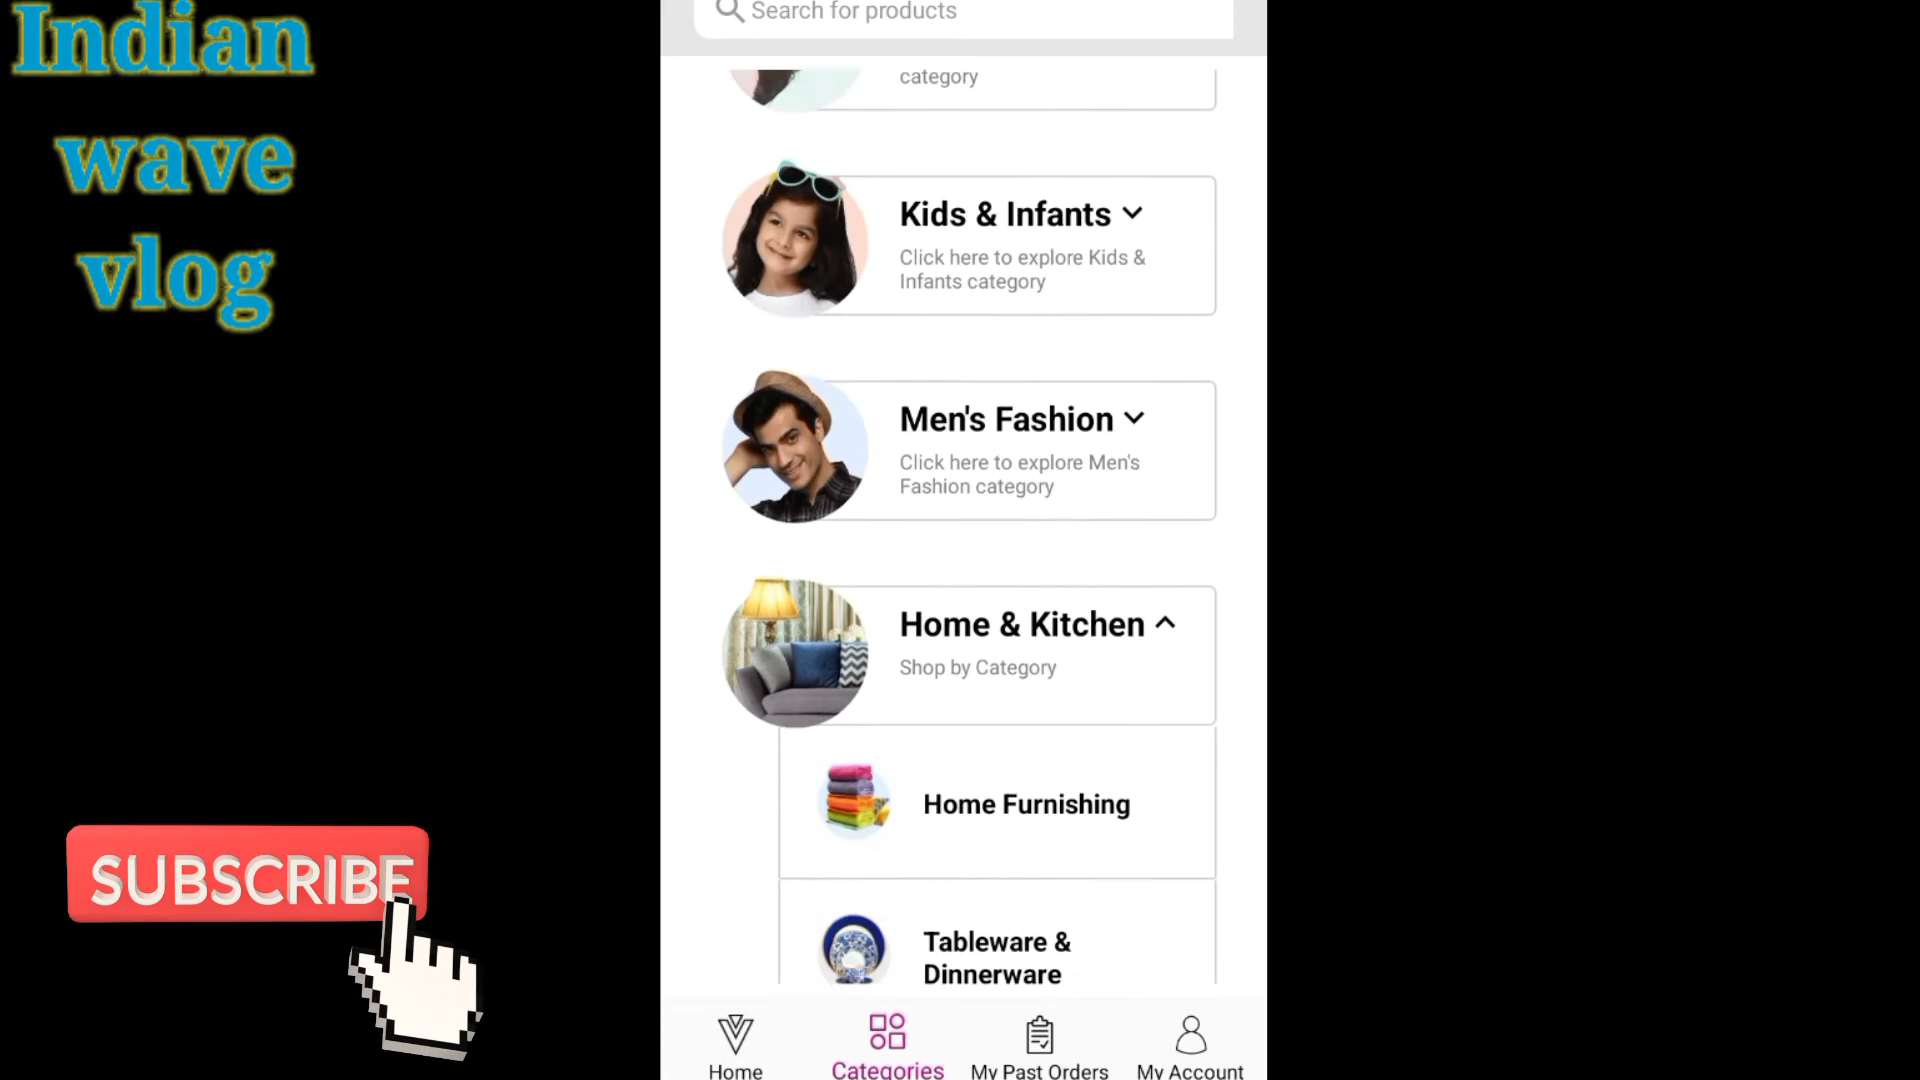 Indian
wave
vlog
Search for products
category
Kids & Infants
Click here to explore Kids &
Infants category
Men's Fashion
Click here to explore Men's
Fashion category
Home & Kitchen
Shop by Category
Home Furnishing
Tableware &
Dinnerware
SUBSCRIBE
Home
Categories
My Past Orders
My Account